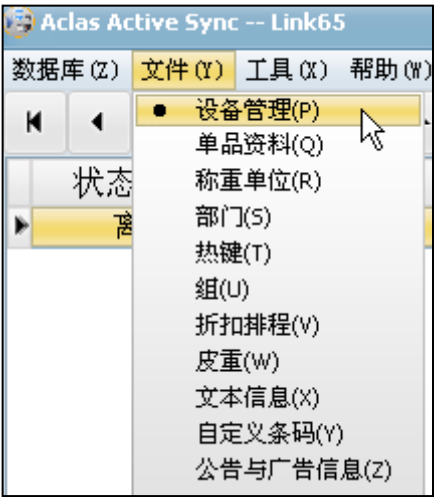 Aclas Active Sync -- Link65
数据库(Z) 文件(Y) 工具(X) 帮助(W)
设备管理(P)
单品资料(Q)
状态
称重单位(R)
离
部门(S)
热键(T)
组(U)
折扣排程(V)
皮重(W)
文本信息(X)
自定义条码(Y)
公告与广告信息(Z)